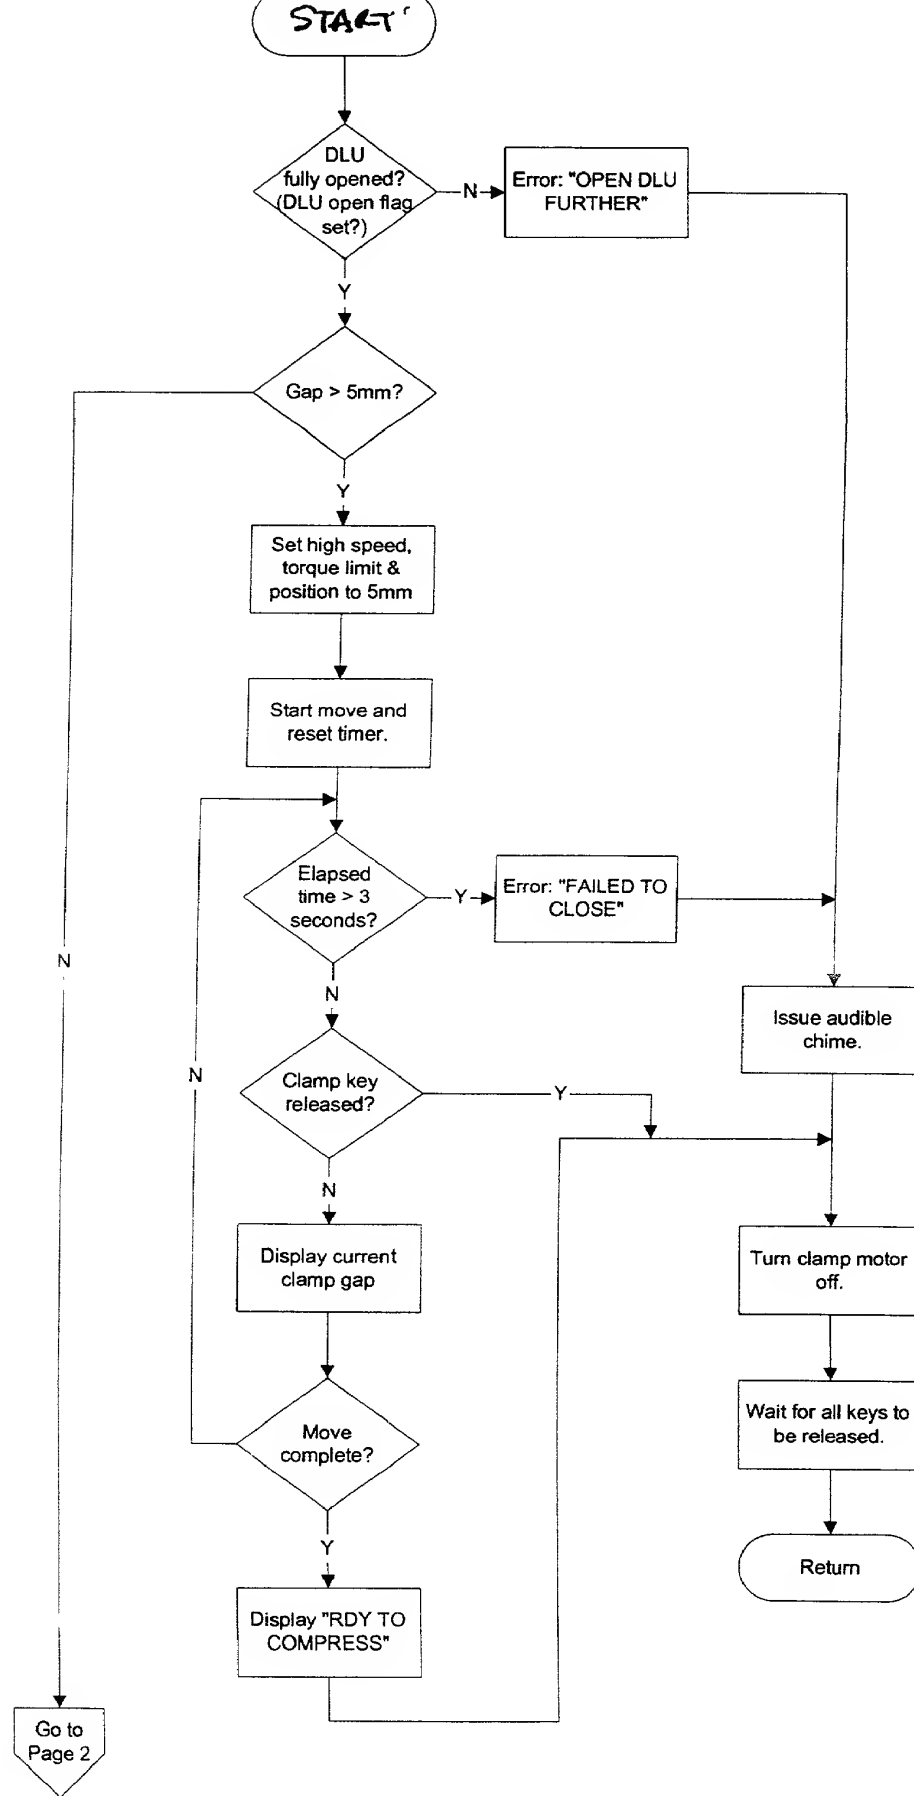 START
DLU
fully opened?
(DLU open flag
set?)
N
Error: "OPEN DLU
FURTHER"
Y
Gap > 5mm?
Y
Set high speed,
torque limit &
position to 5mm
Start move and
reset timer.
Elapsed
time > 3
seconds?
Y
Error: "FAILED TO
CLOSE"
N
N
Issue audible
chime.
N
Clamp key
released?
Y
N
Display current
clamp gap
Turn clamp motor
off.
Move
complete?
Wait for all keys to
be released.
Y
Return
Display "RDY TO
COMPRESS"
Go to
Page 2